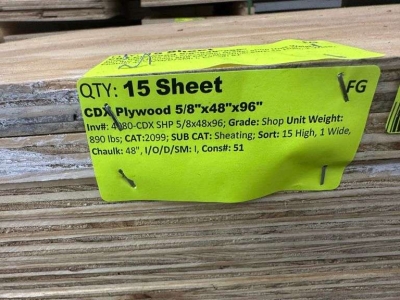 QTY: 15 Sheet
CDX Plywood 5/8"x48"x96"
FG
Inv#: 4080-CDX SHP 5/8x48x96; Grade: Shop Unit Weight:
890 lbs; CAT:2099; SUB CAT: Sheating; Sort: 15 High, 1 Wide,
Chaulk: 48", I/O/D/SM: I, Cons#: 51